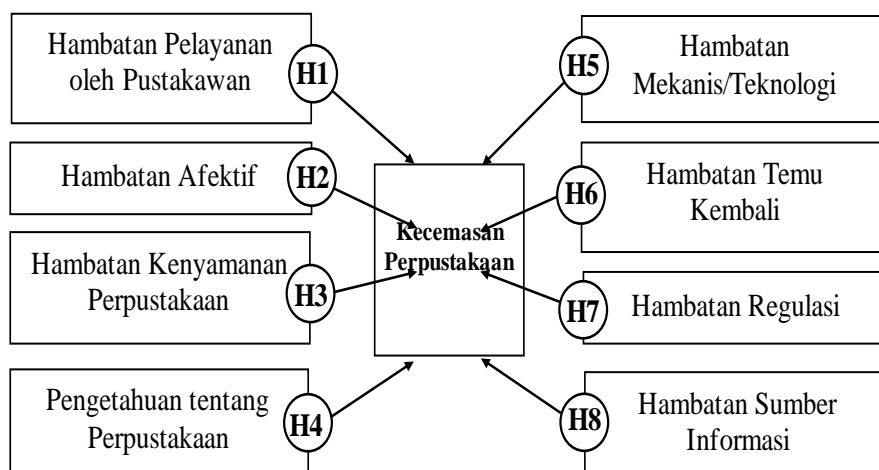 Hambatan Pelayanan
oleh Pustakawan
H1
Hambatan Afektif
H2
Hambatan Kenyamanan
Perpustakaan
H3
Pengetahuan tentang
Perpustakaan
H4
Kecemasan
Perpustakaan
H5
Hambatan
Mekanis/Teknologi
H6
Hambatan Temu
Kembali
H7
Hambatan Regulasi
H8
Hambatan Sumber
Informasi